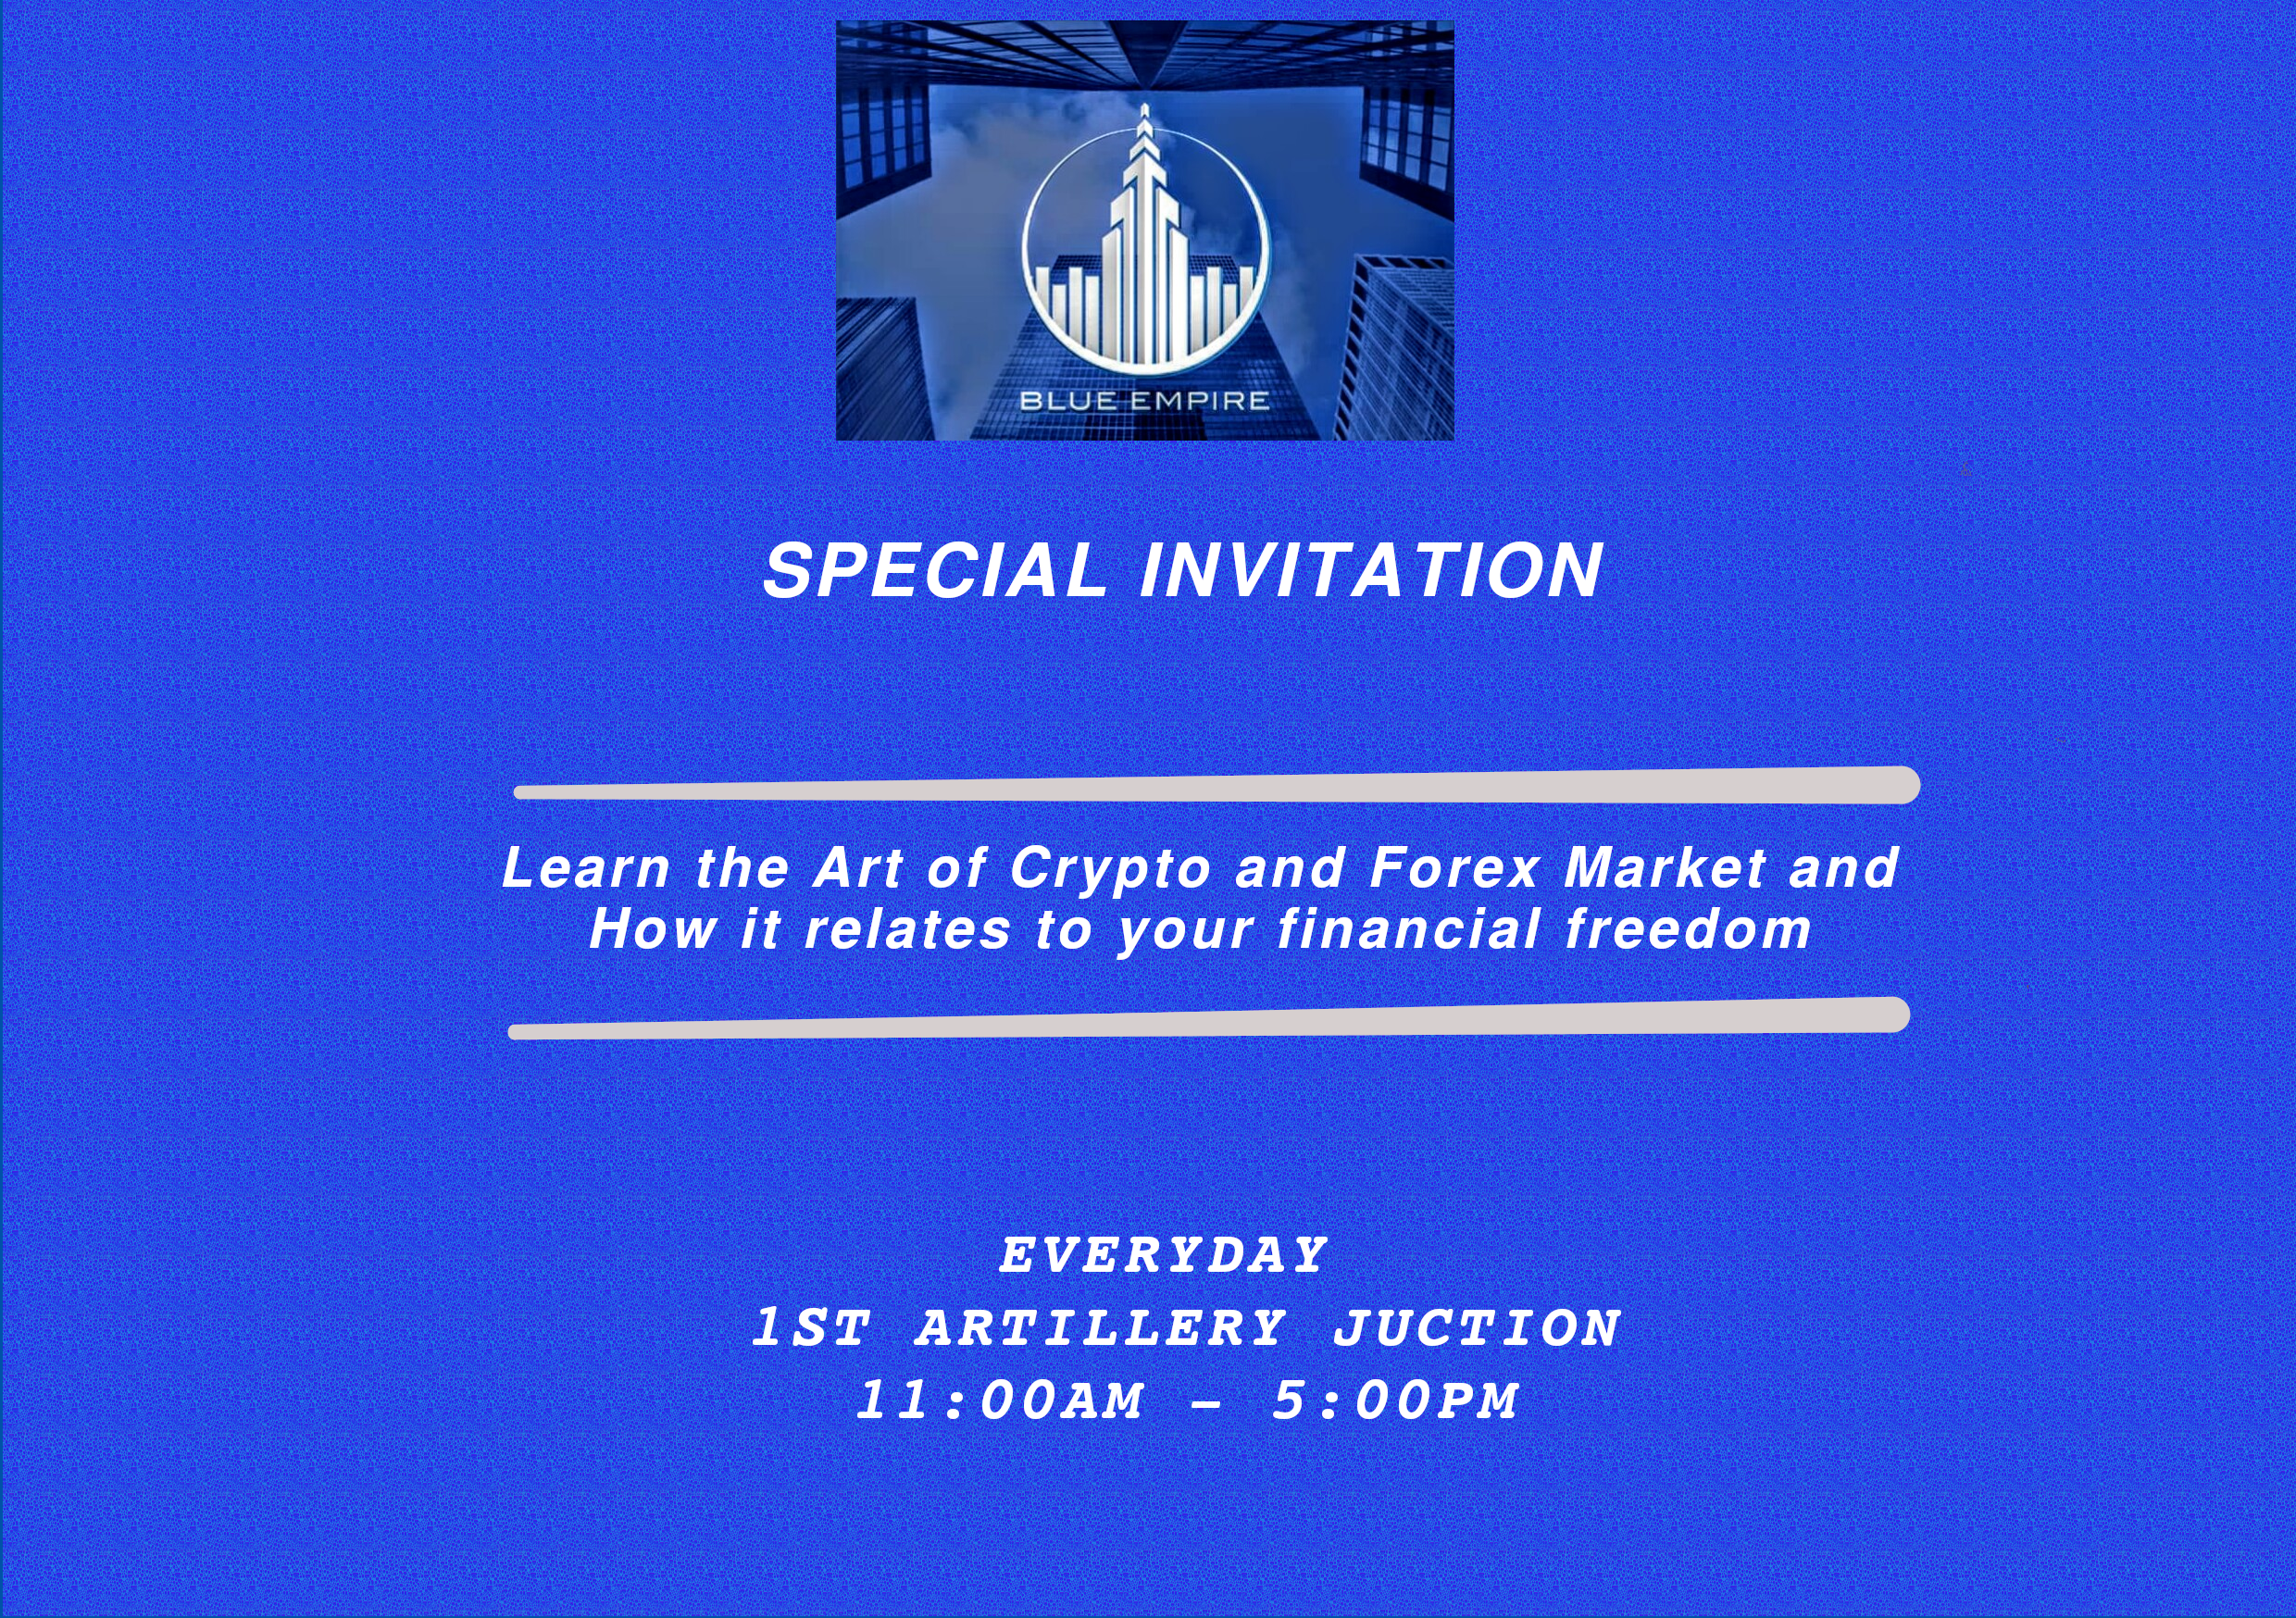 BLUE EMPIRE
SPECIAL INVITATION
Learn the Art of Crypto and Forex Market and
How it relates to your financial freedom
EVERYDAY
1ST ARTILLERY JUCTION
11:00AM – 5:00PM